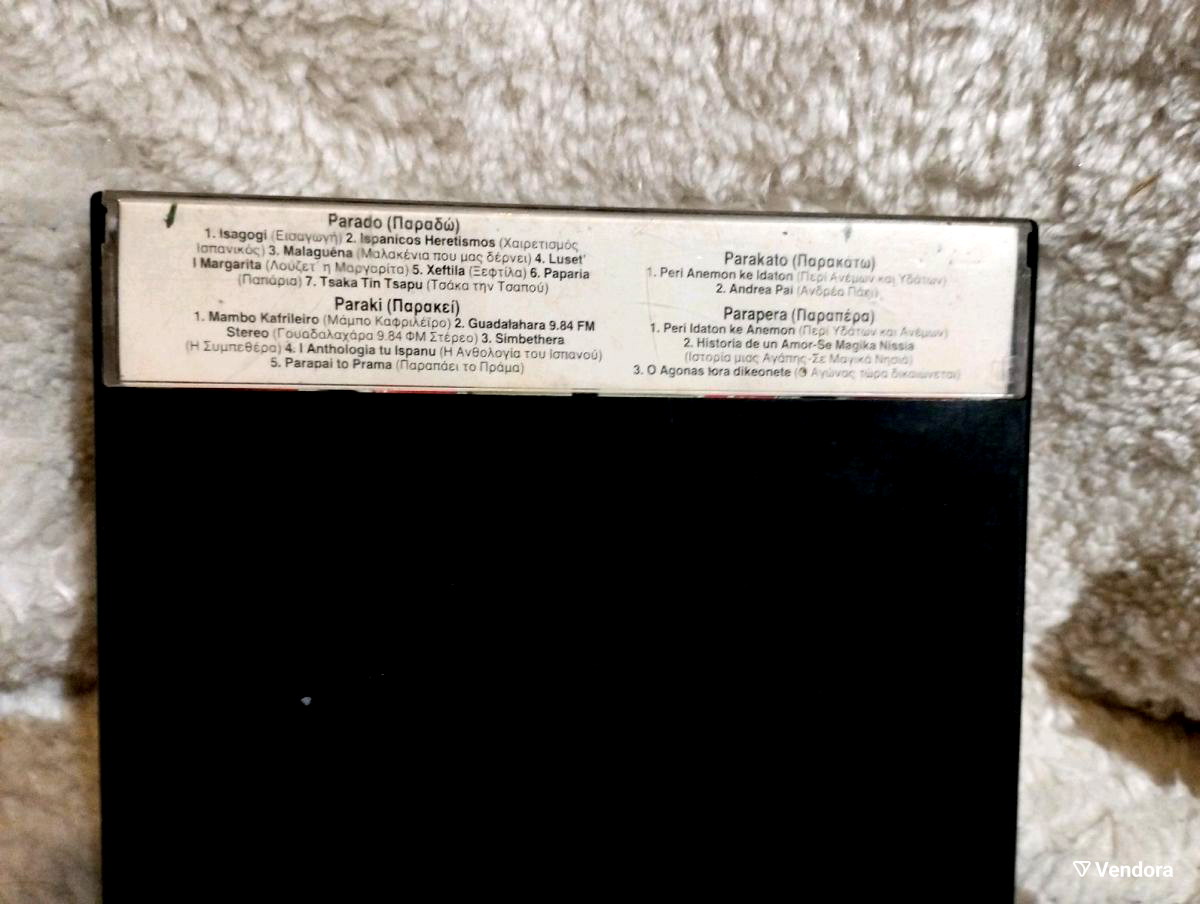 Parado (Παραδώ)
1. Isagogi (Εισαγωγή) 2. Ispanicos Heretismos (Χαιρετισμός
Ισπανικός) 3. Malaguéna (Μαλακένια που μας δέρνει) 4. Luset'
I Margarita (Λούζετ' η Μαργαρίτα) 5. Xeftila (Ξεφτίλα) 6. Paparia
(Παπάρια) 7. Tsaka Tin Tsapu (Τσάκα την Τσαπού)
Paraki (Παρακεί)
1. Mambo Kafrileiro (Μάμπο Καφριλέϊρο) 2. Guadalahara 9.84 FM
Stereo (Γουαδαλαχάρα 9.84 ΦΜ Στέρεο) 3. Simbethera
(Η Συμπεθέρα) 4. I Anthologia tu Ispanu (Η Ανθολογία του Ισπανού)
5. Parapai to Prama (Παραπάει το Πράμα)
Parakato (Παρακάτω)
1. Peri Anemon ke Idaton (Περί Ανέμων και Υδάτων)
2. Andrea Pai (Ανδρέα Πάει)
Parapera (Παραπέρα)
1. Peri Idaton ke Anemon (Περί Υδάτων και Ανέμων)
2. Historia de un Amor-Se Magika Nissia
(Ιστορία μιας Αγάπης-Σε Μαγικά Νησιά)
3. O Agonas tora dikeonete (Ο Αγώνας τώρα δικαιώνεται)
Vendora